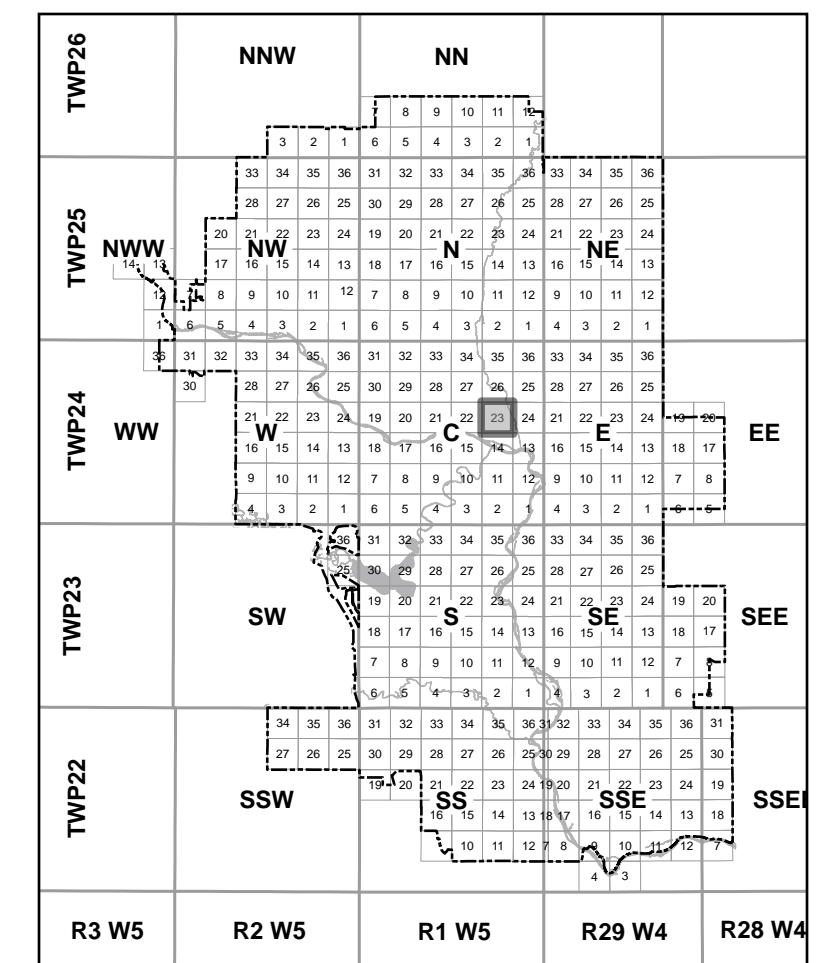 NNW NN
TWP26
7 8 9 10 11 12
3 2 1 6 5 4 3 2 1
33 34 35 36 31 32 33 34 35 36 33 34 35 36
28 27 26 25 30 29 28 27 26 25 28 27 26 25
TWP25
20 21 22 23 24 19 20 21 22 23 24 21 22 23 24
NWW NW N NE
14 13 17 16 15 14 13 18 17 16 15 14 13 16 15 14 13
12 7 8 9 10 11 12 7 8 9 10 11 12 9 10 11 12
1 6 5 4 3 2 1 6 5 4 3 2 1 4 3 2 1
36 31 32 33 34 35 36 31 32 33 34 35 36 33 34 35 36
30 28 27 26 25 30 29 28 27 26 25 28 27 26 25
TWP24
21 22 23 24 19 20 21 22 23 24 21 22 23 24 19 20
WW W C E EE
16 15 14 13 18 17 16 15 14 13 16 15 14 13 18 17
9 10 11 12 7 8 9 10 11 12 9 10 11 12 7 8
4 3 2 1 6 5 4 3 2 1 4 3 2 1 6 5
36 31 32 33 34 35 36 33 34 35 36
25 30 29 28 27 26 25 28 27 26 25
TWP23
19 20 21 22 23 24 21 22 23 24 19 20
SW S SE SEE
18 17 16 15 14 13 16 15 14 13 18 17
7 8 9 10 11 12 9 10 11 12 7 8
6 5 4 3 2 1 4 3 2 1 6 5
34 35 36 31 32 33 34 35 36 31 32 33 34 35 36 31
27 26 25 30 29 28 27 26 25 30 29 28 27 26 25 30
TWP22
19 20 21 22 23 24 19 20 21 22 23 24 19
SSW SS SSE SSEE
16 15 14 13 18 17 16 15 14 13 18
10 11 12 7 8 9 10 11 12 7
4 3
R3 W5 R2 W5 R1 W5 R29 W4 R28 W4